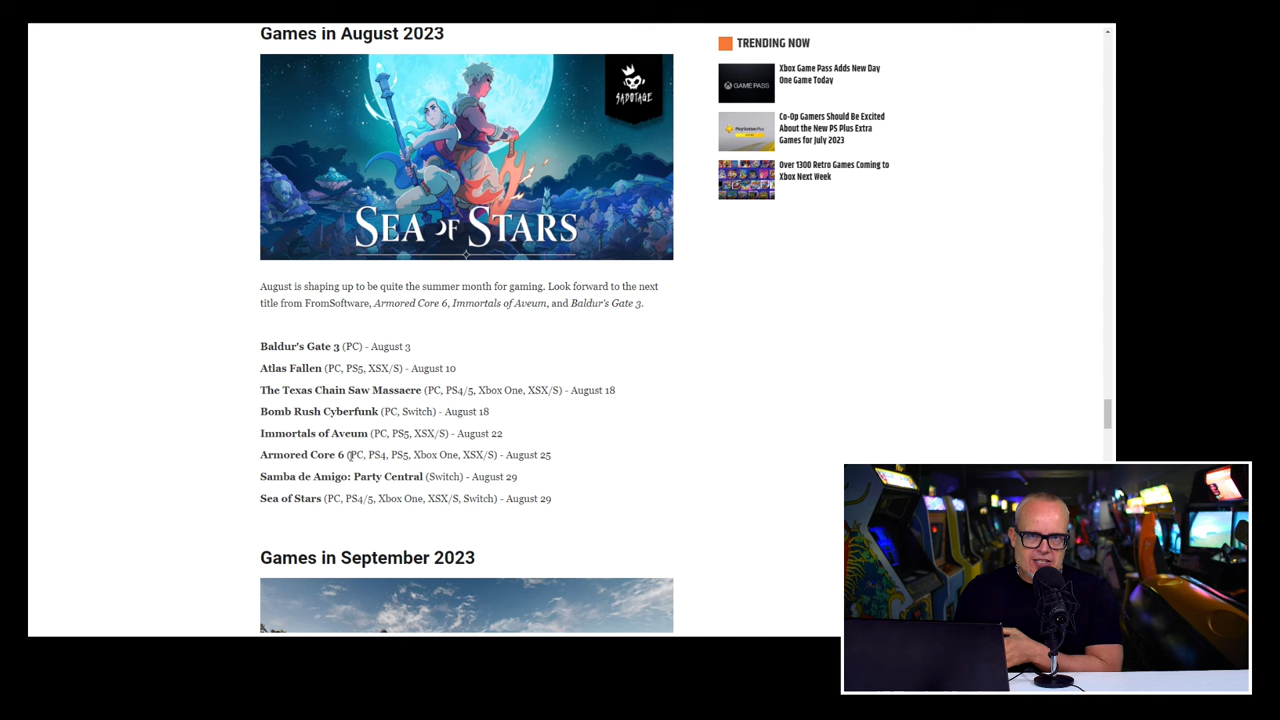 Games in August 2023
SABOTAGE
SEA OF STARS
August is shaping up to be quite the summer month for gaming. Look forward to the next
title from FromSoftware, Armored Core 6, Immortals of Aveum, and Baldur's Gate 3.
Baldur's Gate 3 (PC) - August 3
Atlas Fallen (PC, PS5, XSX/S) - August 10
The Texas Chain Saw Massacre (PC, PS4/5, Xbox One, XSX/S) - August 18
Bomb Rush Cyberfunk (PC, Switch) - August 18
Immortals of Aveum (PC, PS5, XSX/S) - August 22
Armored Core 6 (PC, PS4, PS5, Xbox One, XSX/S) - August 25
Samba de Amigo: Party Central (Switch) - August 29
Sea of Stars (PC, PS4/5, Xbox One, XSX/S, Switch) - August 29
Games in September 2023
TRENDING NOW
GAME PASS
Xbox Game Pass Adds New Day
One Game Today
PlayStation Plus
Co-Op Gamers Should Be Excited
About the New PS Plus Extra
Games for July 2023
Over 1300 Retro Games Coming to
Xbox Next Week